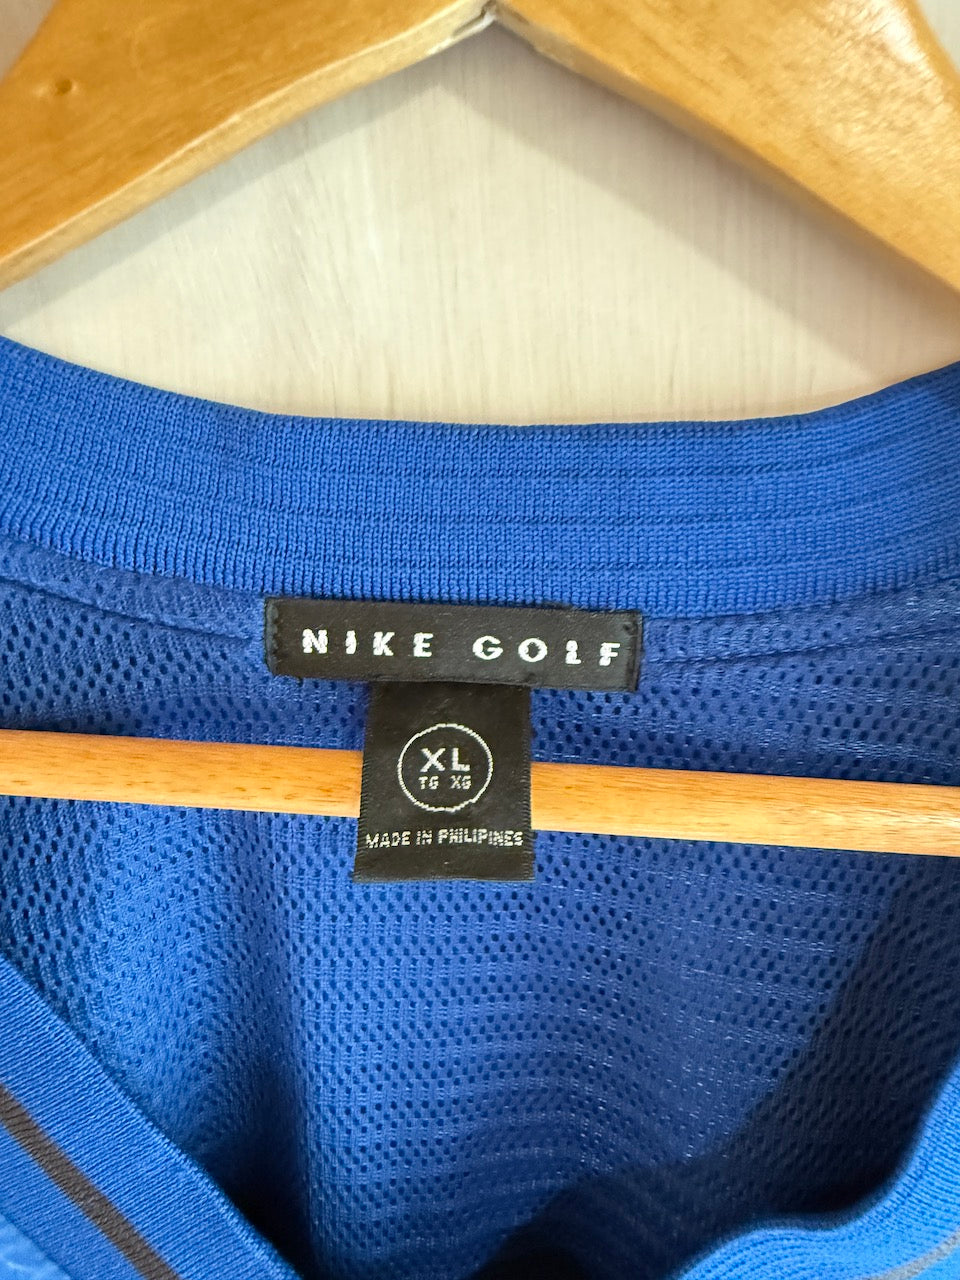 NIKE GOLF
XL
TG XG
MADE IN PHILIPINES